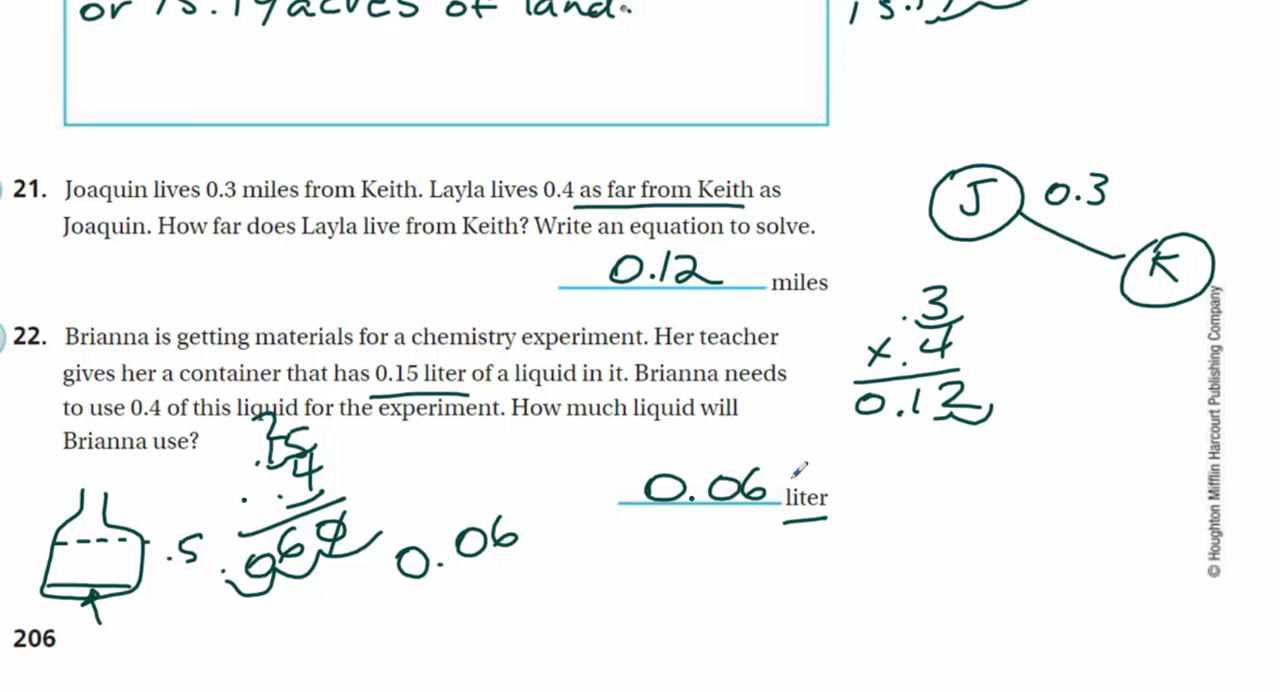 or 15.19 acres of land.
21. Joaquin lives 0.3 miles from Keith. Layla lives 0.4 as far from Keith as
Joaquin. How far does Layla live from Keith? Write an equation to solve.
0.12 miles
J 0.3
K
.3
x .4
0.12
22. Brianna is getting materials for a chemistry experiment. Her teacher
gives her a container that has 0.15 liter of a liquid in it. Brianna needs
to use 0.4 of this liquid for the experiment. How much liquid will
Brianna use?
.15
.4
.060
.5
0.06
0.06 liter
206
© Houghton Mifflin Harcourt Publishing Company